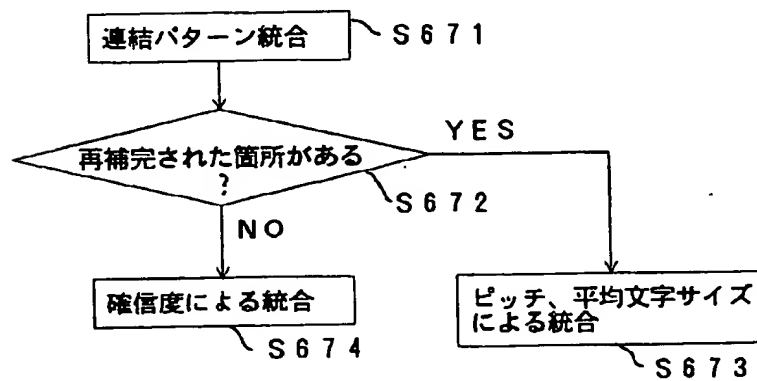 連結パターン統合
S671
再補完された箇所がある
?
YES
S672
NO
確信度による統合
S674
ピッチ、平均文字サイズ
による統合
S673